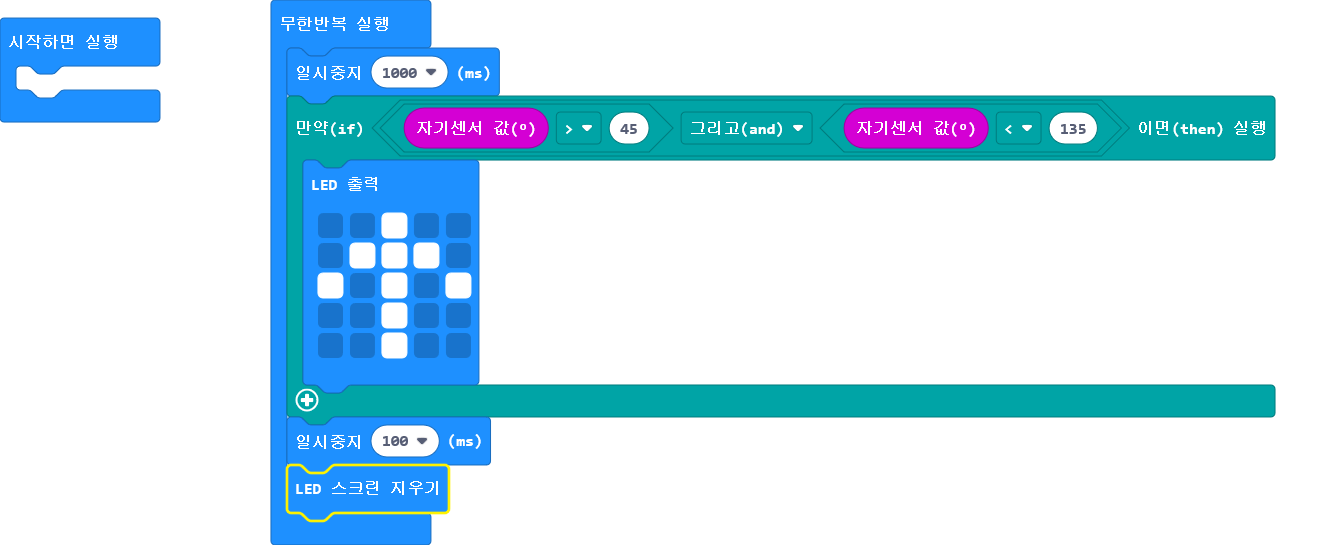 시작하면 실행
무한반복 실행
일시중지 1000 (ms)
만약(if) 자기센서 값(º) > 45 그리고(and) 자기센서 값(º) < 135 이면(then) 실행
LED 출력
일시중지 100 (ms)
LED 스크린 지우기